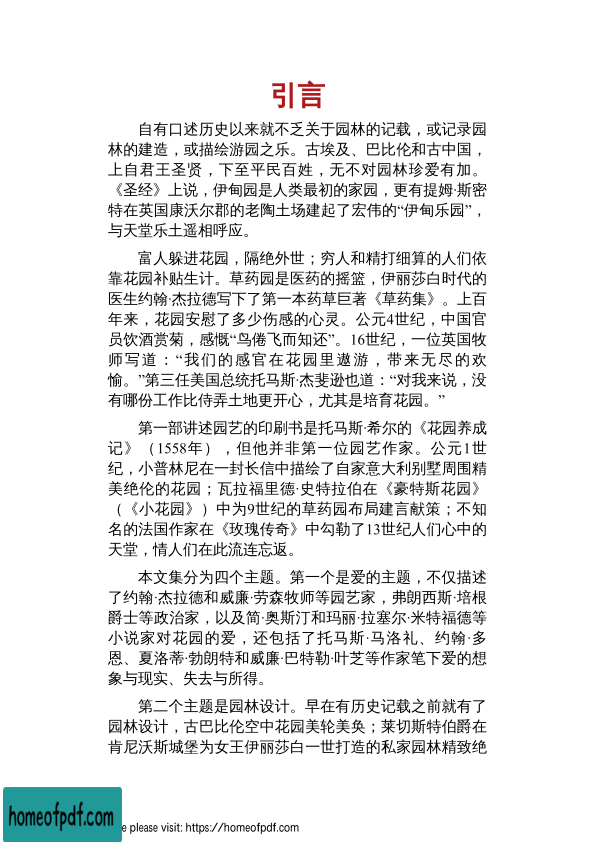 引言
自有口述历史以来就不乏关于园林的记载，或记录园
林的建造，或描绘游园之乐。古埃及、巴比伦和古中国，
上自君王圣贤，下至平民百姓，无不对园林珍爱有加。
《圣经》上说，伊甸园是人类最初的家园，更有提姆·斯密
特在英国康沃尔郡的老陶土场建起了宏伟的“伊甸乐园”，
与天堂乐土遥相呼应。
富人躲进花园，隔绝外世；穷人和精打细算的人们依
靠花园补贴生计。草药园是医药的摇篮，伊丽莎白时代的
医生约翰·杰拉德写下了第一本药草巨著《草药集》。上百
年来，花园安慰了多少伤感的心灵。公元4世纪，中国官
员饮酒赏菊，感慨“鸟倦飞而知还”。16世纪，一位英国牧
师写道：“我们的感官在花园里遨游，带来无尽的欢
愉。”第三任美国总统托马斯·杰斐逊也道：“对我来说，没
有哪份工作比侍弄土地更开心，尤其是培育花园。”
第一部讲述园艺的印刷书是托马斯·希尔的《花园养成
记》（1558年），但他并非第一位园艺作家。公元1世
纪，小普林尼在一封长信中描绘了自家意大利别墅周围精
美绝伦的花园；瓦拉福里德·史特拉伯在《豪特斯花园》
（《小花园》）中为9世纪的草药园布局建言献策；不知
名的法国作家在《玫瑰传奇》中勾勒了13世纪人们心中的
天堂，情人们在此流连忘返。
本文集分为四个主题。第一个是爱的主题，不仅描述
了约翰·杰拉德和威廉·劳森牧师等园艺家，弗朗西斯·培根
爵士等政治家，以及简·奥斯汀和玛丽·拉塞尔·米特福德等
小说家对花园的爱，还包括了托马斯·马洛礼、约翰·多
恩、夏洛蒂·勃朗特和威廉·巴特勒·叶芝等作家笔下爱的想
象与现实、失去与所得。
第二个主题是园林设计。早在有历史记载之前就有了
园林设计，古巴比伦空中花园美轮美奂；莱切斯特伯爵在
肯尼沃斯城堡为女王伊丽莎白一世打造的私家园林精致绝
homeofpdf.com
please visit: https://homeofpdf.com